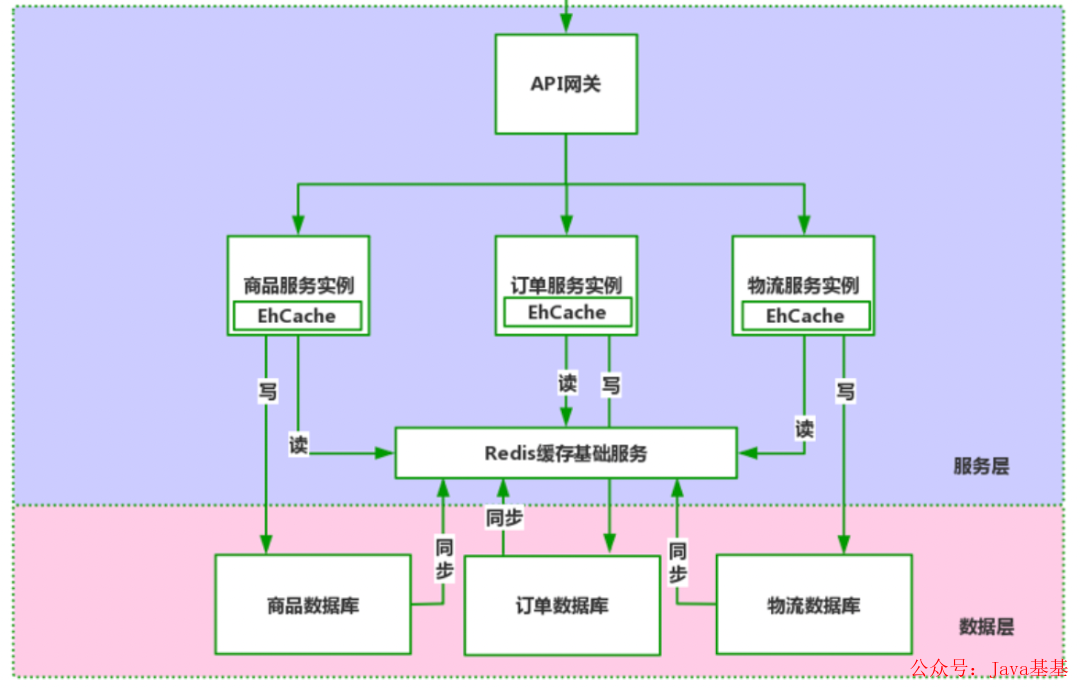 API网关
商品服务实例
EhCache
订单服务实例
EhCache
物流服务实例
EhCache
写
读
读
写
读
写
Redis缓存基础服务
服务层
同步
同步
同步
商品数据库
订单数据库
物流数据库
数据层
公众号: Java基基